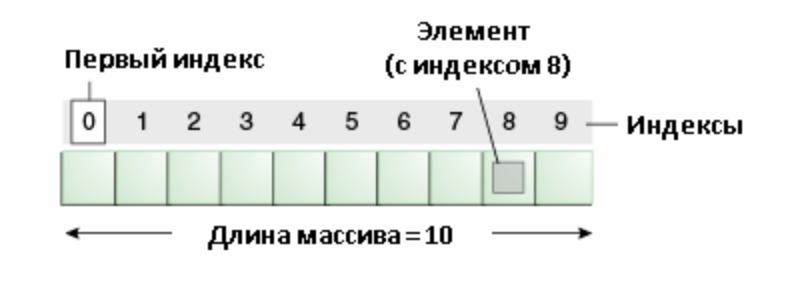 Элемент
(с индексом 8)
Первый индекс
0 1 2 3 4 5 6 7 8 9
Индексы
Длина массива = 10